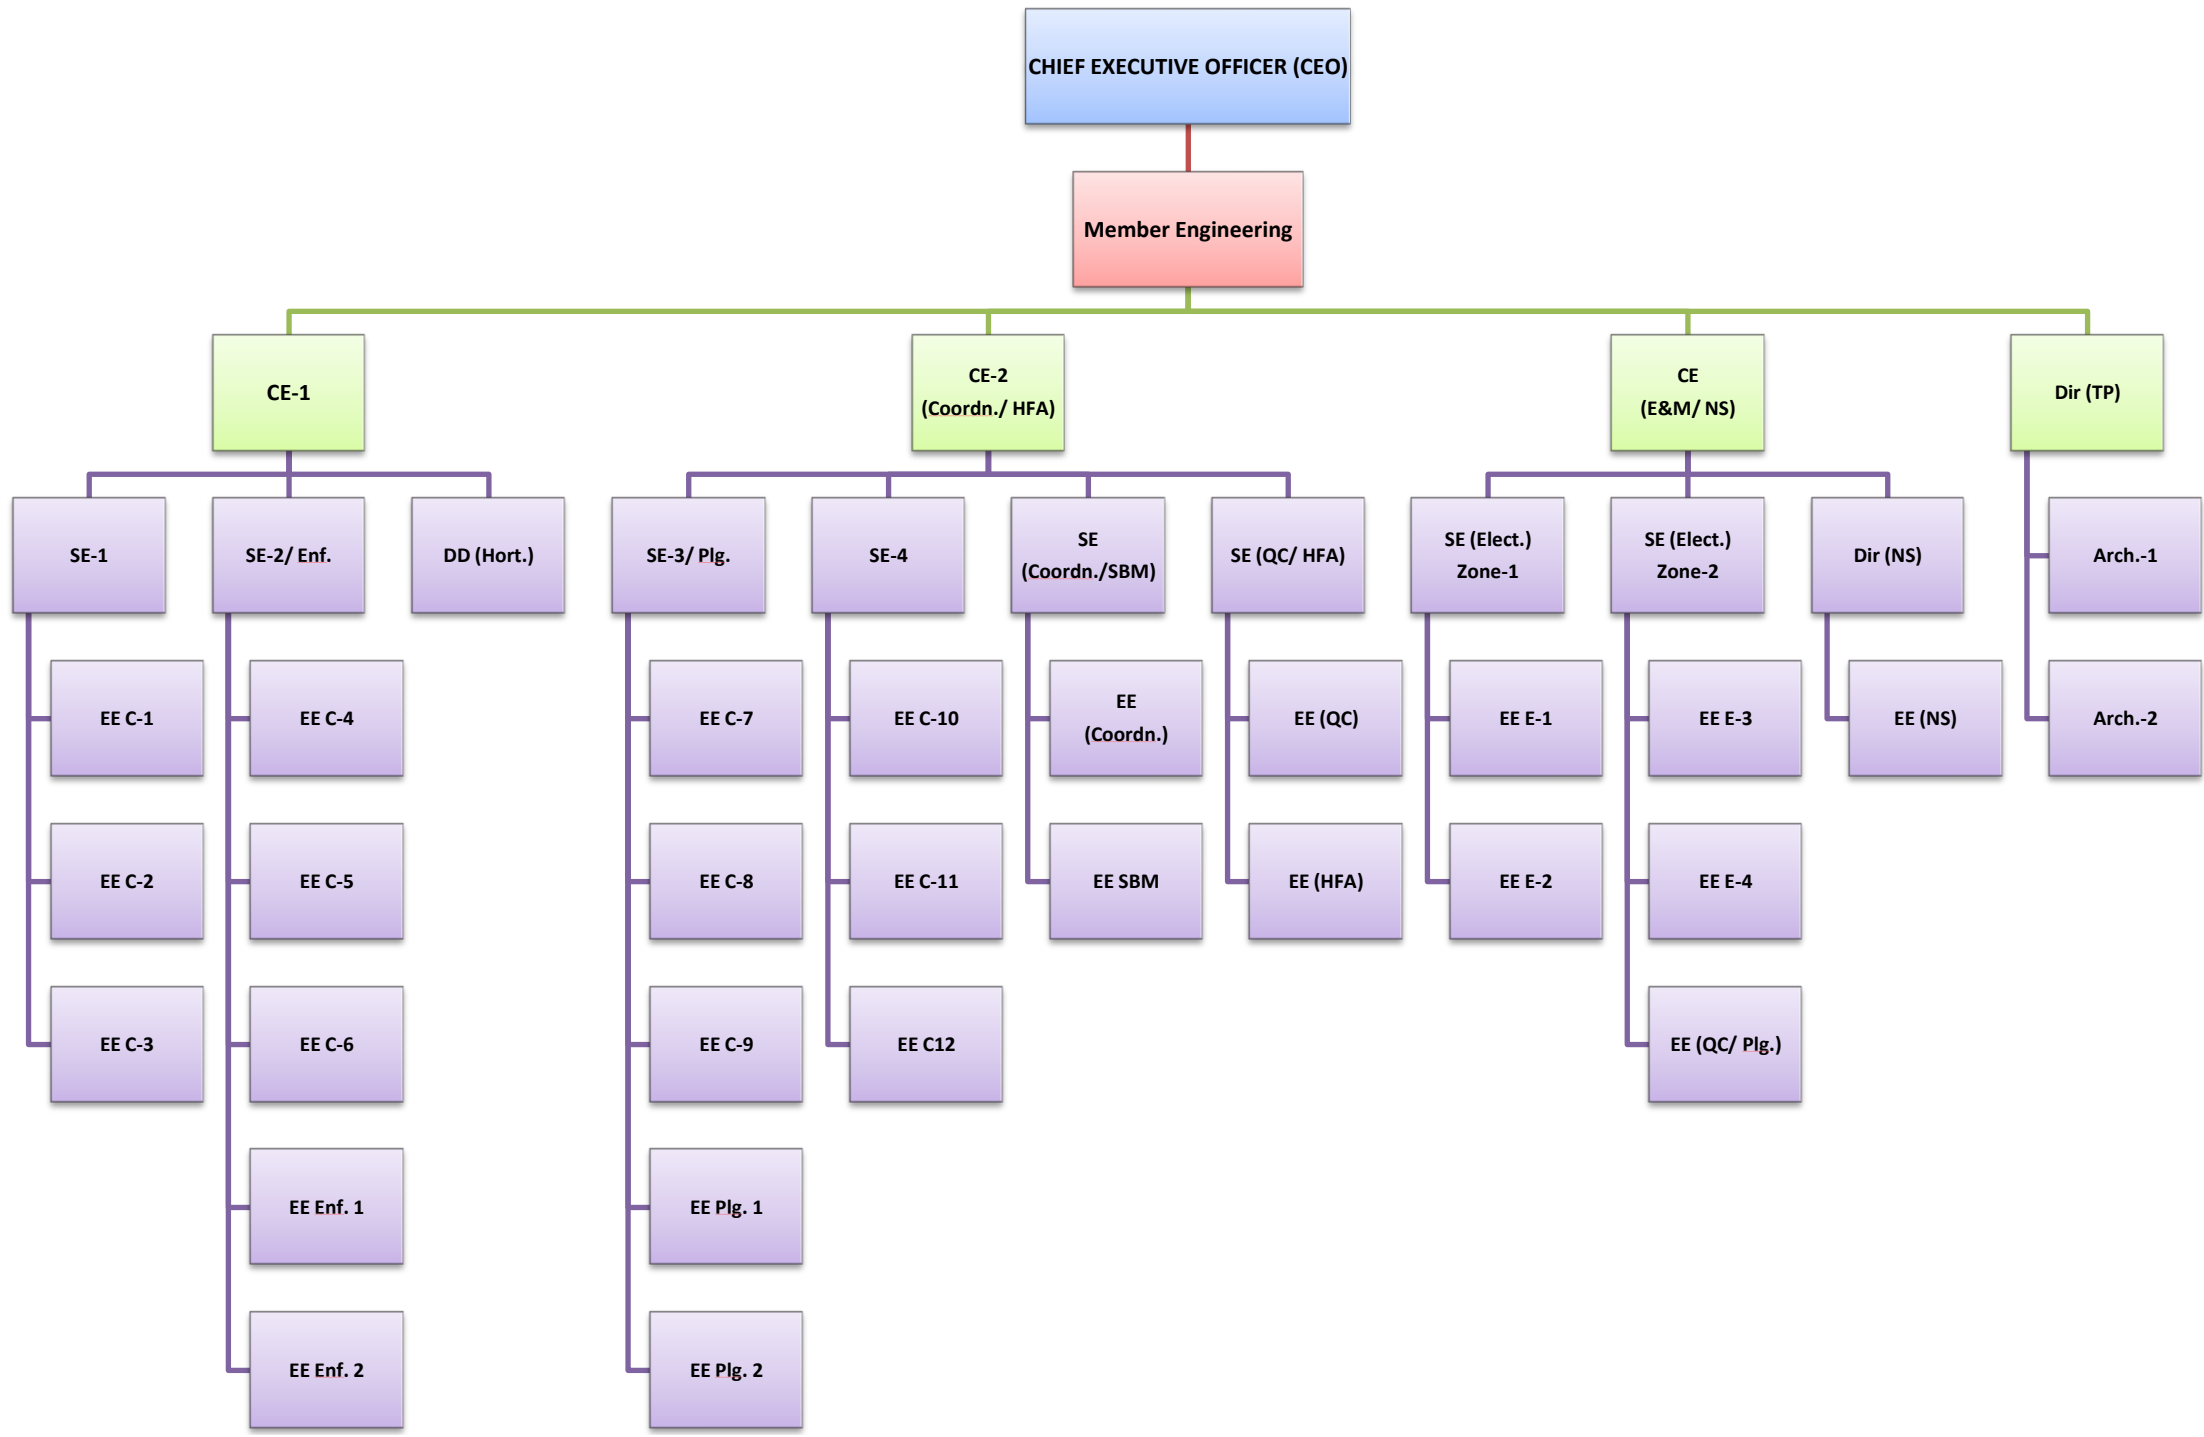 CHIEF EXECUTIVE OFFICER (CEO)
Member Engineering
CE-1
CE-2
(Coordn./ HFA)
CE
(E&M/ NS)
Dir (TP)
SE-1
SE-2/ Enf.
DD (Hort.)
SE-3/ Plg.
SE-4
SE
(Coordn./SBM)
SE (QC/ HFA)
SE (Elect.)
Zone-1
SE (Elect.)
Zone-2
Dir (NS)
Arch.-1
EE C-1
EE C-4
EE C-7
EE C-10
EE
(Coordn.)
EE (QC)
EE E-1
EE E-3
EE (NS)
Arch.-2
EE C-2
EE C-5
EE C-8
EE C-11
EE SBM
EE (HFA)
EE E-2
EE E-4
EE C-3
EE C-6
EE C-9
EE C12
EE (QC/ Plg.)
EE Enf. 1
EE Plg. 1
EE Enf. 2
EE Plg. 2